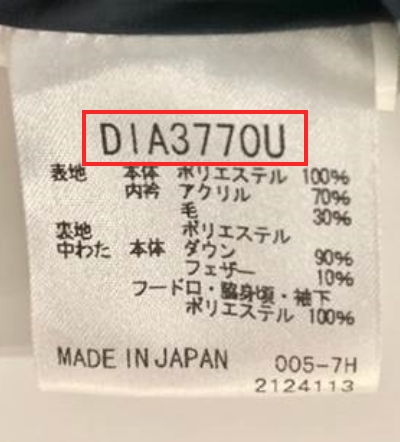 DIA3770U
表地 本体 ポリエステル 100%
内衿 アクリル 70%
毛 30%
裏地 ポリエステル
中わた 本体 ダウン 90%
フェザー 10%
フードロ・脇身頃・袖下
ポリエステル 100%
MADE IN JAPAN 005-7H
2124113